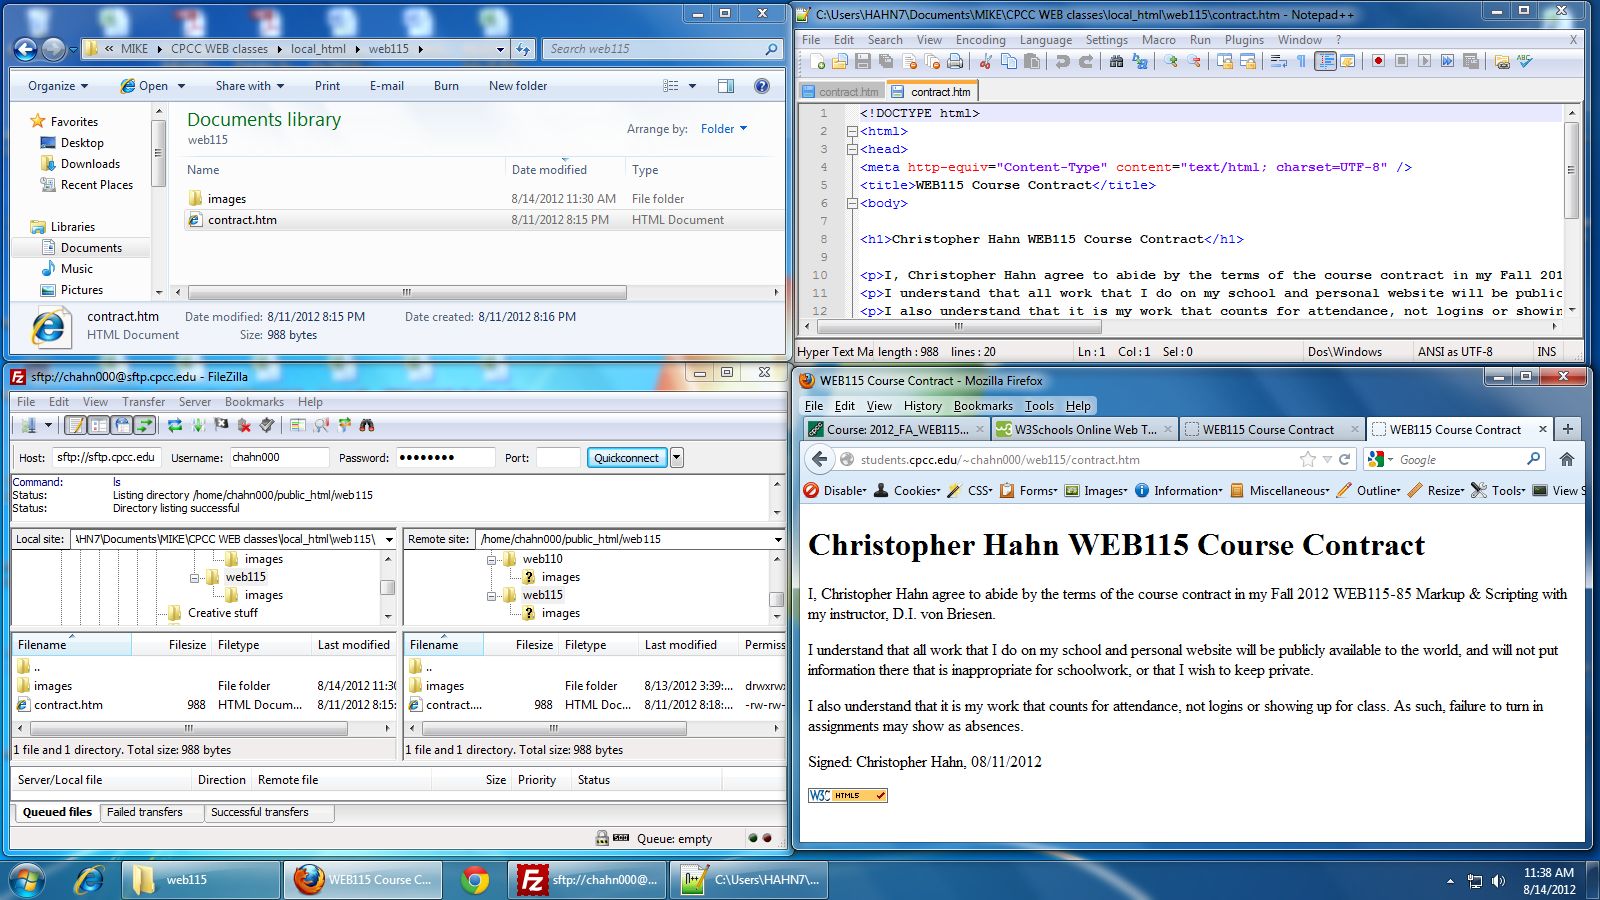 « MIKE ▸ CPCC WEB classes ▸ local_html ▸ web115 ▸
Search web115
Organize Open Share with Print E-mail Burn New folder
Favorites
Desktop
Downloads
Recent Places
Libraries
Documents
Music
Pictures
Documents library
web115
Arrange by: Folder
Name Date modified Type
images 8/14/2012 11:30 AM File folder
contract.htm 8/11/2012 8:15 PM HTML Document
contract.htm Date modified: 8/11/2012 8:15 PM Date created: 8/11/2012 8:16 PM
HTML Document Size: 988 bytes
C:\Users\HAHN7\Documents\MIKE\CPCC WEB classes\local_html\web115\contract.htm - Notepad++
File Edit Search View Encoding Language Settings Macro Run Plugins Window ? X
contract.htm contract.htm
1 <!DOCTYPE html>
2 <html>
3 <head>
4 <meta http-equiv="Content-Type" content="text/html; charset=UTF-8" />
5 <title>WEB115 Course Contract</title>
6 <body>
7
8 <h1>Christopher Hahn WEB115 Course Contract</h1>
9
10 <p>I, Christopher Hahn agree to abide by the terms of the course contract in my Fall 201
11 <p>I understand that all work that I do on my school and personal website will be public
12 <p>I also understand that it is my work that counts for attendance, not logins or showin
Hyper Text Ma length : 988 lines : 20 Ln : 1 Col : 1 Sel : 0 Dos\Windows ANSI as UTF-8 INS
sftp://chahn000@sftp.cpcc.edu - FileZilla
File Edit View Transfer Server Bookmarks Help
Host: sftp://sftp.cpcc.edu Username: chahn000 Password: ●●●●●●●● Port: Quickconnect
Command: ls
Status: Listing directory /home/chahn000/public_html/web115
Status: Directory listing successful
Local site: \HN7\Documents\MIKE\CPCC WEB classes\local_html\web115\
images
web115
images
Creative stuff
Remote site: /home/chahn000/public_html/web115
web110
images
web115
images
Filename Filesize Filetype Last modified
..
images File folder 8/14/2012 11:30
contract.htm 988 HTML Docum... 8/11/2012 8:15:
1 file and 1 directory. Total size: 988 bytes
Filename Filesize Filetype Last modified Permiss
..
images File folder 8/13/2012 3:39:... drwxrwx
contract.... 988 HTML Doc... 8/11/2012 8:18:... -rw-rw-
1 file and 1 directory. Total size: 988 bytes
Server/Local file Direction Remote file Size Priority Status
Queued files Failed transfers Successful transfers
Queue: empty
WEB115 Course Contract - Mozilla Firefox
File Edit View History Bookmarks Tools Help
Course: 2012_FA_WEB115... W3Schools Online Web T... WEB115 Course Contract WEB115 Course Contract
students.cpcc.edu/~chahn000/web115/contract.htm Google
Disable Cookies CSS Forms Images Information Miscellaneous Outline Resize Tools View S
Christopher Hahn WEB115 Course Contract
I, Christopher Hahn agree to abide by the terms of the course contract in my Fall 2012 WEB115-85 Markup & Scripting with
my instructor, D.I. von Briesen.
I understand that all work that I do on my school and personal website will be publicly available to the world, and will not put
information there that is inappropriate for schoolwork, or that I wish to keep private.
I also understand that it is my work that counts for attendance, not logins or showing up for class. As such, failure to turn in
assignments may show as absences.
Signed: Christopher Hahn, 08/11/2012
W3C HTML5
web115 WEB115 Course C... sftp://chahn000@... C:\Users\HAHN7\...
11:38 AM
8/14/2012